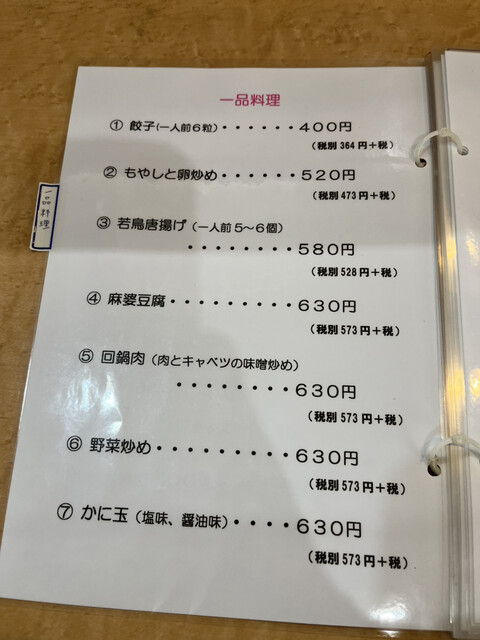 一品料理
① 餃子(一人前6粒)・・・・・・400円
(税別 364 円+税)
② もやしと卵炒め・・・・・・520円
(税別 473 円+税)
③ 若鳥唐揚げ(一人前5〜6個)
・・・・・・・・580円
(税別 528 円+税)
④ 麻婆豆腐・・・・・・・・・630円
(税別 573 円+税)
⑤ 回鍋肉(肉とキャベツの味噌炒め)
・・・・・・・・630円
(税別 573 円+税)
⑥ 野菜炒め・・・・・・・・・630円
(税別 573 円+税)
⑦ かに玉(塩味、醤油味)・・・・630円
(税別 573 円+税)
一品料理